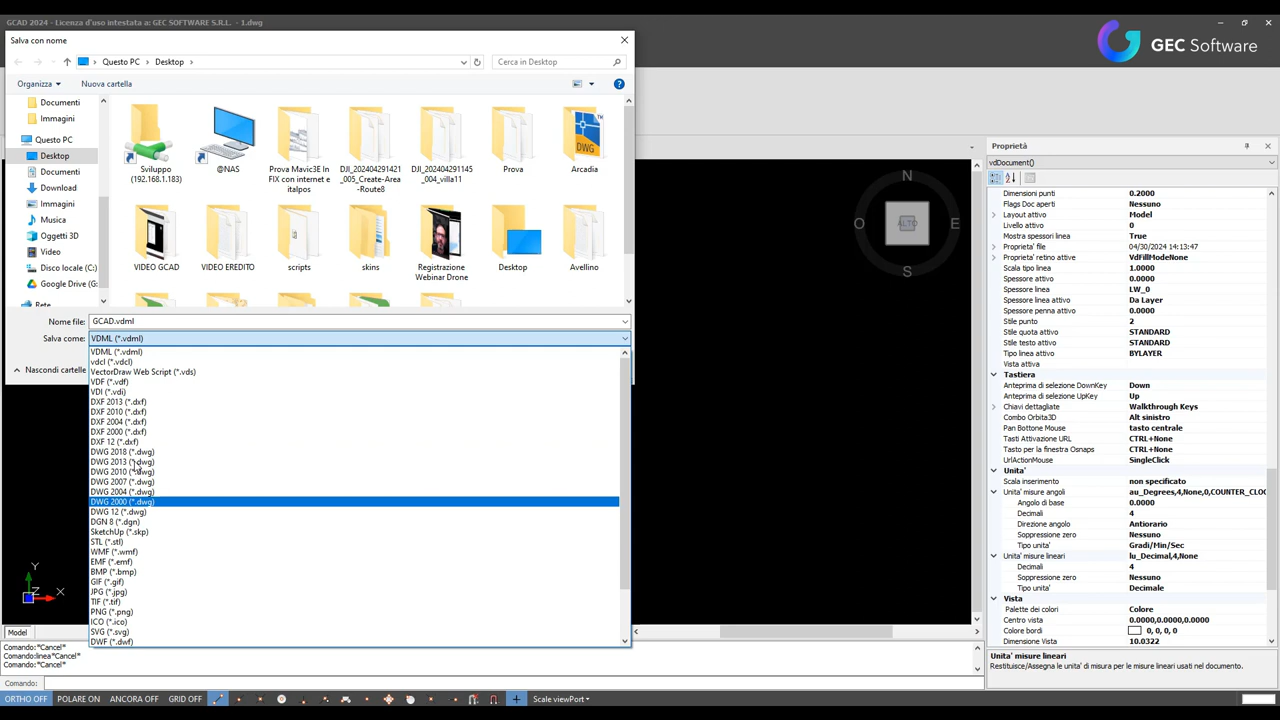 GCAD 2024 - Licenza d'uso intestata a: GEC SOFTWARE S.R.L. - 1.dwg
GEC Software
Salva con nome
Questo PC
Desktop
Cerca in Desktop
Organizza
Nuova cartella
Documenti
Immagini
Questo PC
Desktop
Documenti
Download
Immagini
Musica
Oggetti 3D
Video
Disco locale (C:)
Google Drive (G:
Rete
Sviluppo
(192.168.1.183)
@NAS
Prova Mavic3E IN
FIX con internet e
italpos
DJI_202404291421
_005_Create-Area
-Route8
DJI_202404291145
_004_villa11
Prova
DWG
Arcadia
VIDEO GCAD
VIDEO EREDITO
scripts
skins
Registrazione
Webinar Drone
Desktop
Avellino
Nome file:
GCAD.vdml
Salva come:
VDML (*.vdml)
Nascondi cartelle
VDML (*.vdml)
vdcl (*.vdcl)
VectorDraw Web Script (*.vds)
VDF (*.vdf)
VDI (*.vdi)
DXF 2013 (*.dxf)
DXF 2010 (*.dxf)
DXF 2004 (*.dxf)
DXF 2000 (*.dxf)
DXF 12 (*.dxf)
DWG 2018 (*.dwg)
DWG 2013 (*.dwg)
DWG 2010 (*.dwg)
DWG 2007 (*.dwg)
DWG 2004 (*.dwg)
DWG 2000 (*.dwg)
DWG 12 (*.dwg)
DGN 8 (*.dgn)
SketchUp (*.skp)
STL (*.stl)
WMF (*.wmf)
EMF (*.emf)
BMP (*.bmp)
GIF (*.gif)
JPG (*.jpg)
TIF (*.tif)
PNG (*.png)
ICO (*.ico)
SVG (*.svg)
DWF (*.dwf)
N
O
ALTO
E
S
Y
Z
X
Proprietà
vdDocument()
Dimensioni punti 0.2000
Flags Doc aperti Nessuno
Layout attivo Model
Livello attivo 0
Mostra spessori linea True
Proprieta' file 04/30/2024 14:13:47
Proprieta' retino attive VdFillModeNone
Scala tipo linea 1.0000
Spessore attivo 0.0000
Spessore linea LW_0
Spessore linea attivo Da Layer
Spessore penna attivo 0.0000
Stile punto 2
Stile quota attivo STANDARD
Stile testo attivo STANDARD
Tipo linea attivo BYLAYER
Vista attiva
Tastiera
Anteprima di selezione DownKey Down
Anteprima di selezione UpKey Up
Chiavi dettagliate Walkthrough Keys
Combo Orbita3D Alt sinistro
Pan Bottone Mouse tasto centrale
Tasti Attivazione URL CTRL+None
Tasto per la finestra Osnaps CTRL+None
UrlActionMouse SingleClick
Unita'
Scala inserimento non specificato
Unita' misure angoli au_Degrees,4,None,0,COUNTER_CLOC
Angolo di base 0.0000
Decimali 4
Direzione angolo Antiorario
Soppressione zero Nessuno
Tipo unita' Gradi/Min/Sec
Unita' misure lineari lu_Decimal,4,None
Decimali 4
Soppressione zero Nessuno
Tipo unita' Decimale
Vista
Palette dei colori Colore
Centro vista 0.0000,0.0000,0.0000
Colore bordi 0, 0, 0, 0
Dimensione Vista 10.0322
Unita' misure lineari
Restituisce/Assegna le unita' di misura per le misure lineari usati nel documento.
Model
Comando:"Cancel"
Comando:linea"Cancel"
Comando:"Cancel"
Comando:
ORTHO OFF POLARE ON ANCORA OFF GRID OFF Scale viewPort